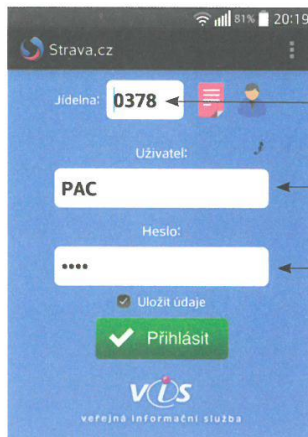 81% 20:19
Strava.cz
Jídelna: 0378
Uživatel:
PAC
Heslo:
••••
Uložit údaje
Přihlásit
VIS
veřejná informační služba